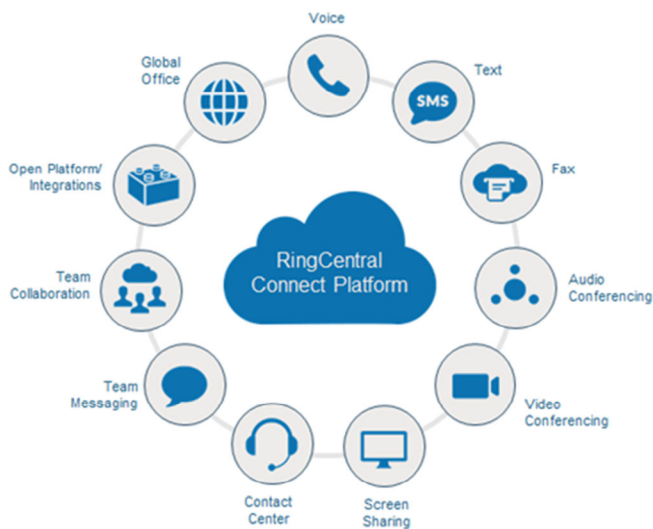 Voice
Global
Office
Text
SMS
Open Platform/
Integrations
Fax
RingCentral
Connect Platform
Team
Collaboration
Audio
Conferencing
Team
Messaging
Video
Conferencing
Contact
Center
Screen
Sharing